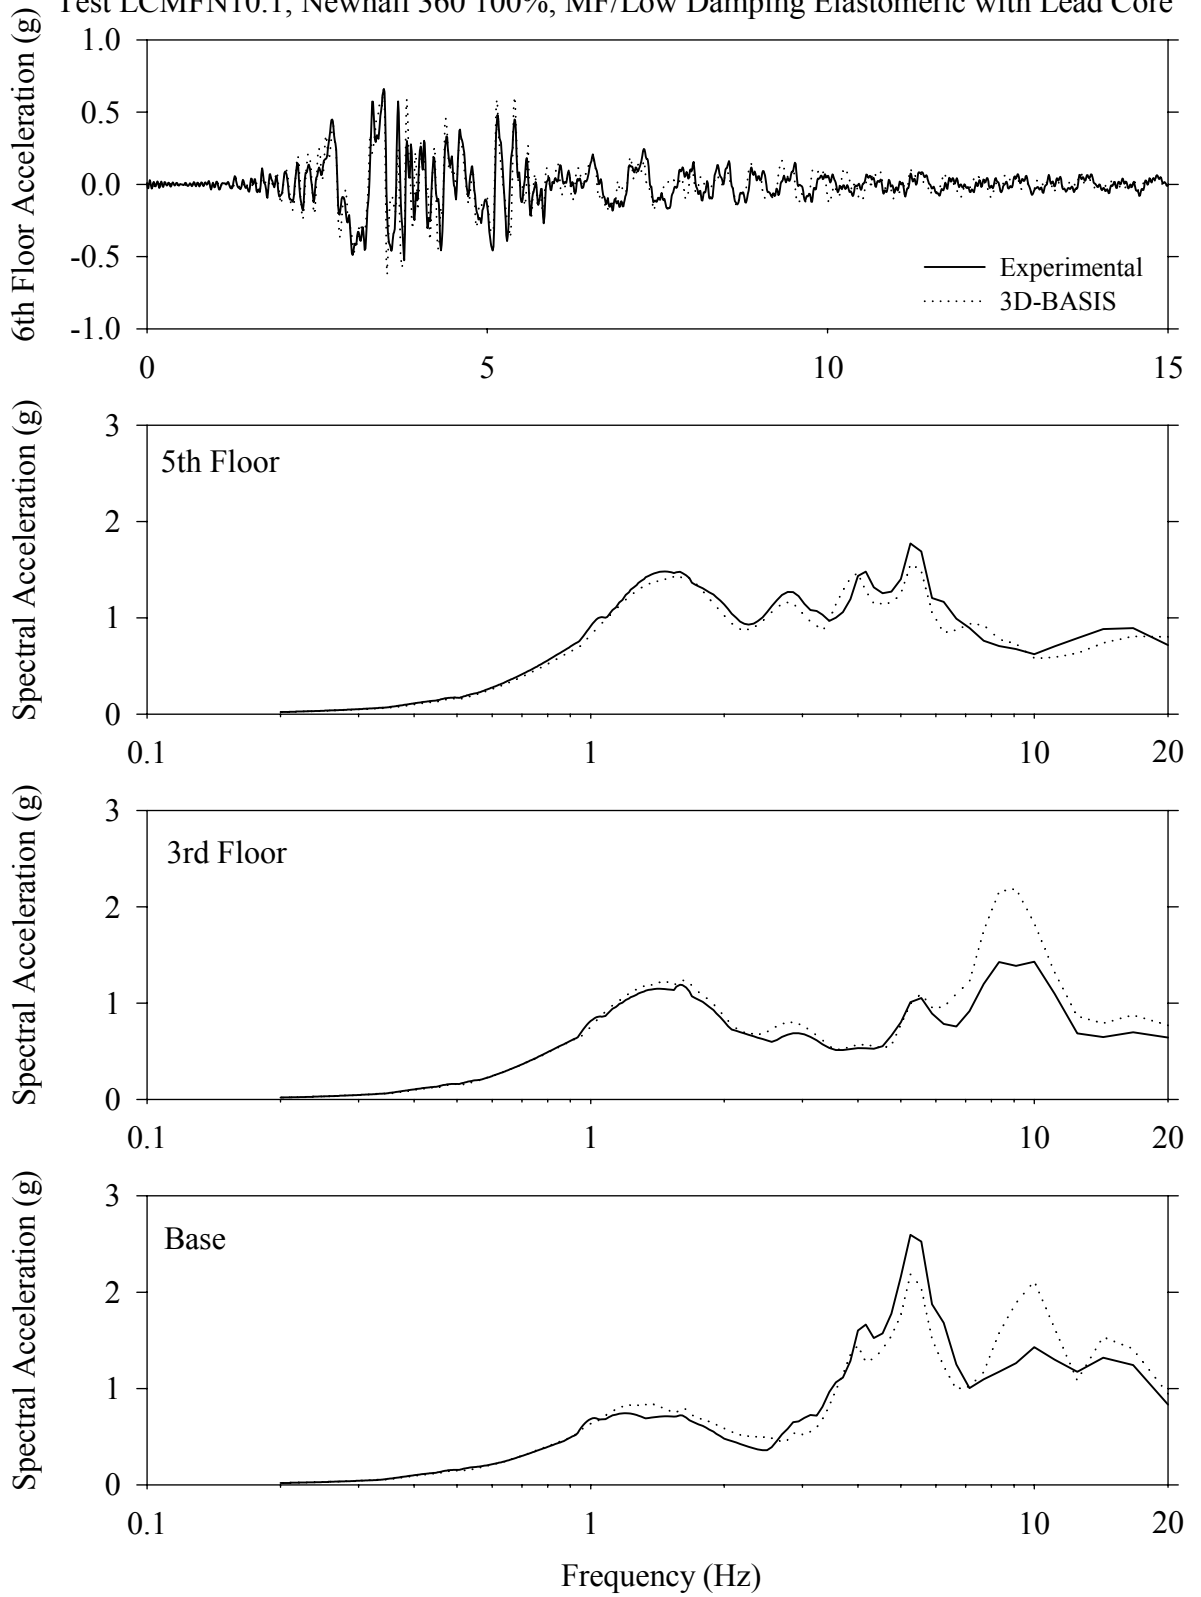 Test LCMFN10.1, Newhall 360 100%, MF/Low Damping Elastomeric with Lead Core
6th Floor Acceleration (g)
1.0
0.5
0.0
-0.5
-1.0
Experimental
3D-BASIS
0 5 10 15
Spectral Acceleration (g)
3
2
1
0
5th Floor
0.1 1 10 20
Spectral Acceleration (g)
3
2
1
0
3rd Floor
0.1 1 10 20
Spectral Acceleration (g)
3
2
1
0
Base
0.1 1 10 20
Frequency (Hz)